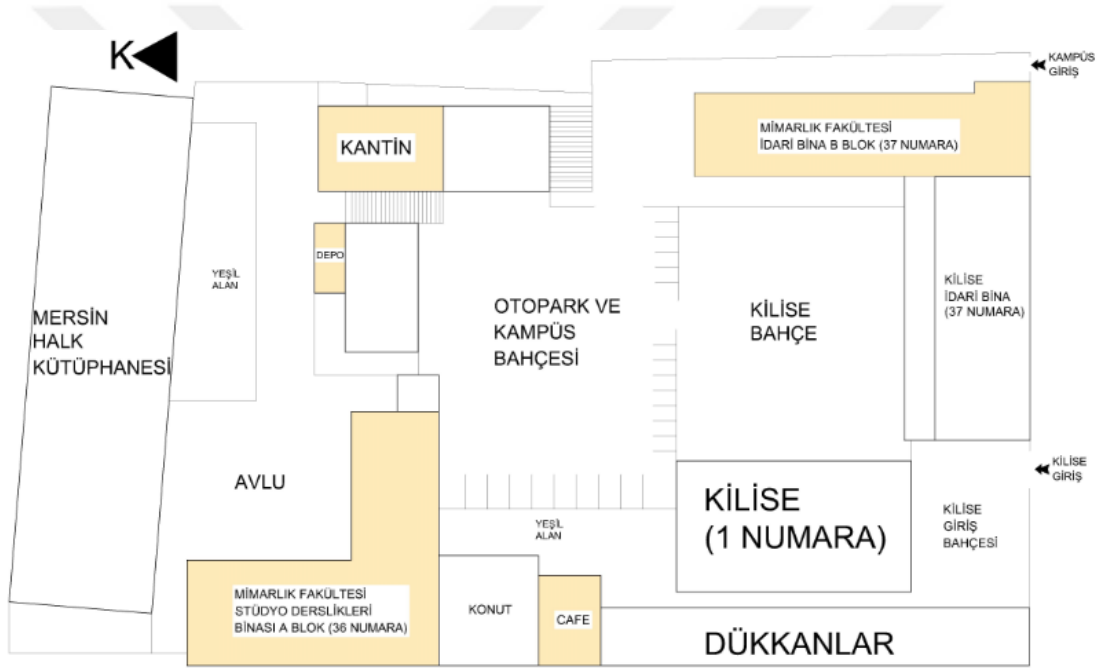 K
KAMPÜS
GİRİŞ
MİMARLIK FAKÜLTESİ
İDARİ BİNA B BLOK (37 NUMARA)
KANTİN
DEPO
YEŞİL
ALAN
MERSİN
HALK
KÜTÜPHANESİ
OTOPARK VE
KAMPÜS
BAHÇESİ
KİLİSE
BAHÇE
KİLİSE
İDARİ BİNA
(37 NUMARA)
AVLU
KİLİSE
GİRİŞ
KİLİSE
(1 NUMARA)
KİLİSE
GİRİŞ
BAHÇESİ
YEŞİL
ALAN
MİMARLIK FAKÜLTESİ
STÜDYO DERSLİKLERİ
BİNASI A BLOK (36 NUMARA)
KONUT
CAFE
DÜKKANLAR